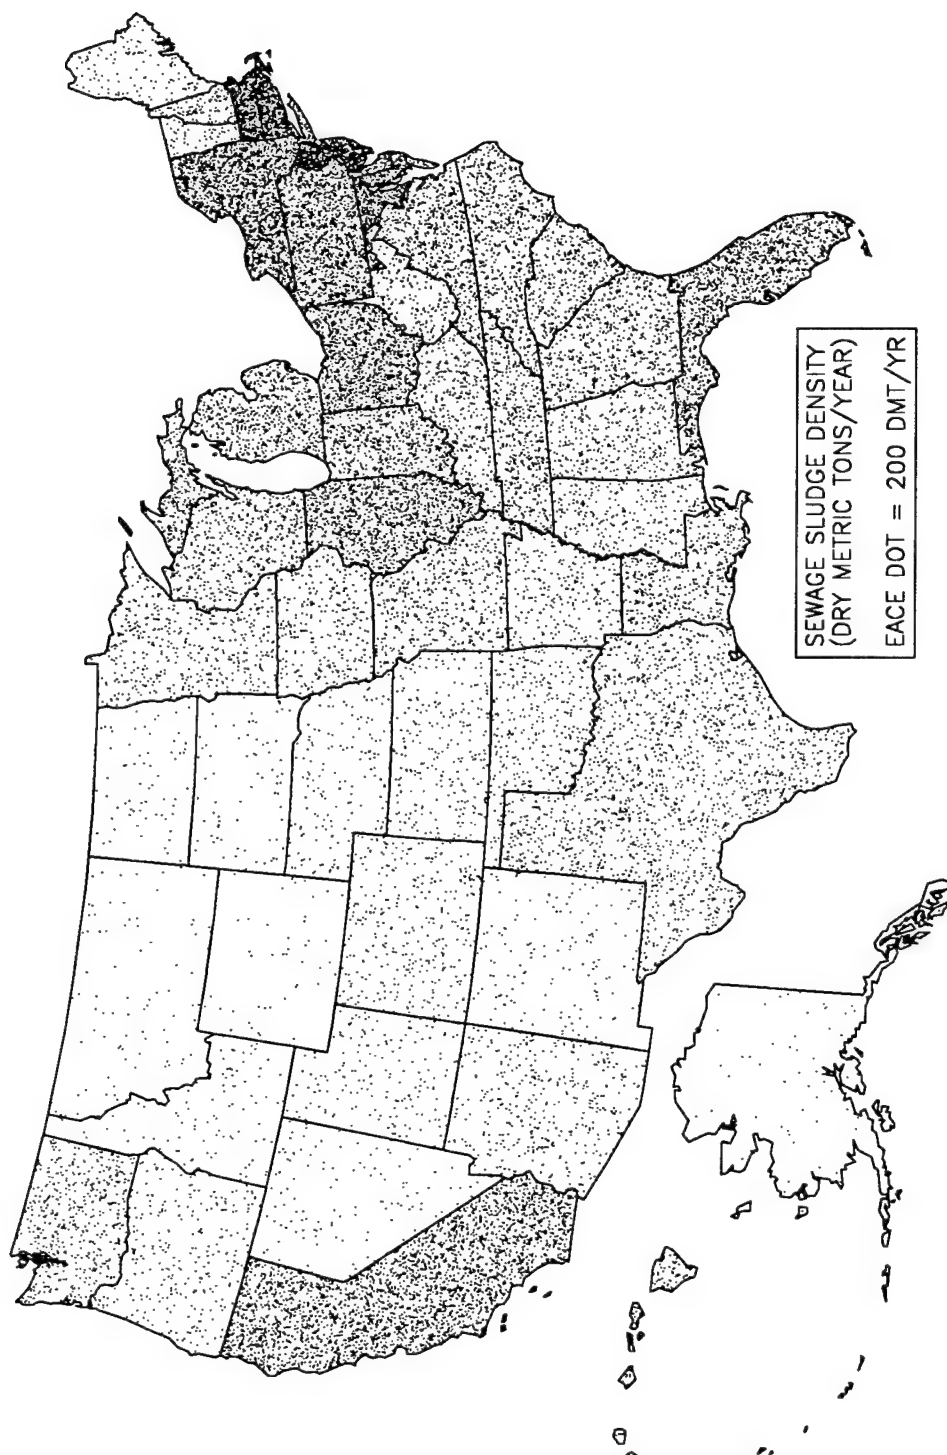 SEWAGE SLUDGE DENSITY
(DRY METRIC TONS/YEAR)
EACE DOT = 200 DMT/YR